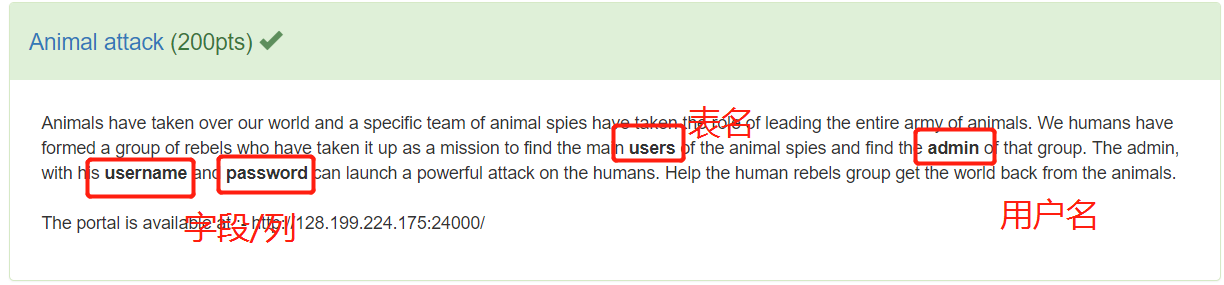 Animal attack (200pts) ✔
表名
Animals have taken over our world and a specific team of animal spies have taken the role of leading the entire army of animals. We humans have
formed a group of rebels who have taken it up as a mission to find the main users of the animal spies and find the admin of that group. The admin,
with his username and password can launch a powerful attack on the humans. Help the human rebels group get the world back from the animals.
The portal is available at :- http://128.199.224.175:24000/
字段/列
用户名